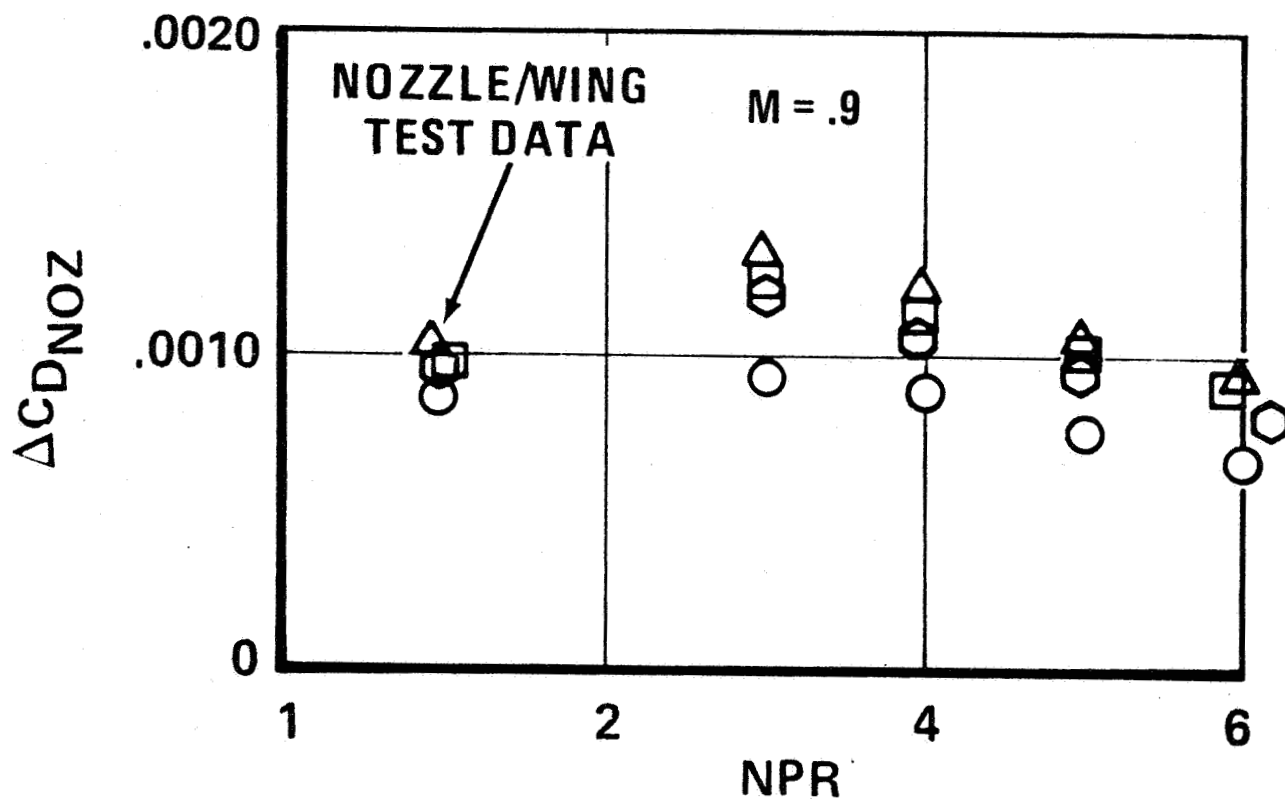 .0020
NOZZLE/WING
TEST DATA
M = .9
ΔCDNOZ
.0010
0
1 2 4 6
NPR